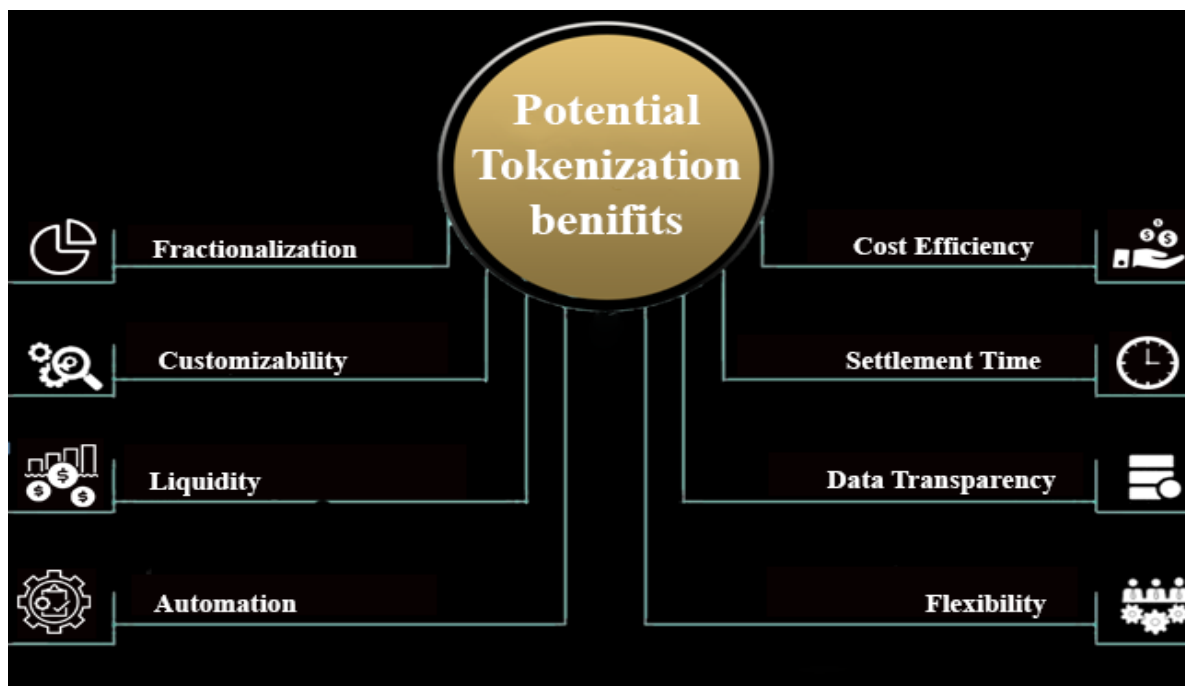 Potential
Tokenization
benifits
Fractionalization
Customizability
Liquidity
Automation
Cost Efficiency
Settlement Time
Data Transparency
Flexibility